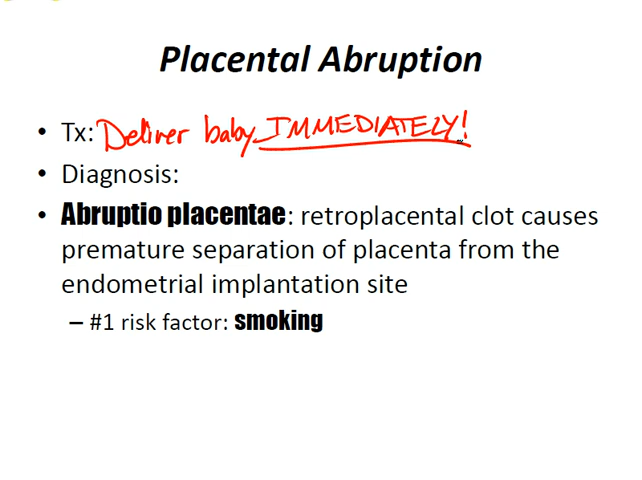 Placental Abruption
• Tx: Deliver baby IMMEDIATELY!
• Diagnosis:
• Abruptio placentae: retroplacental clot causes
premature separation of placenta from the
endometrial implantation site
– #1 risk factor: smoking